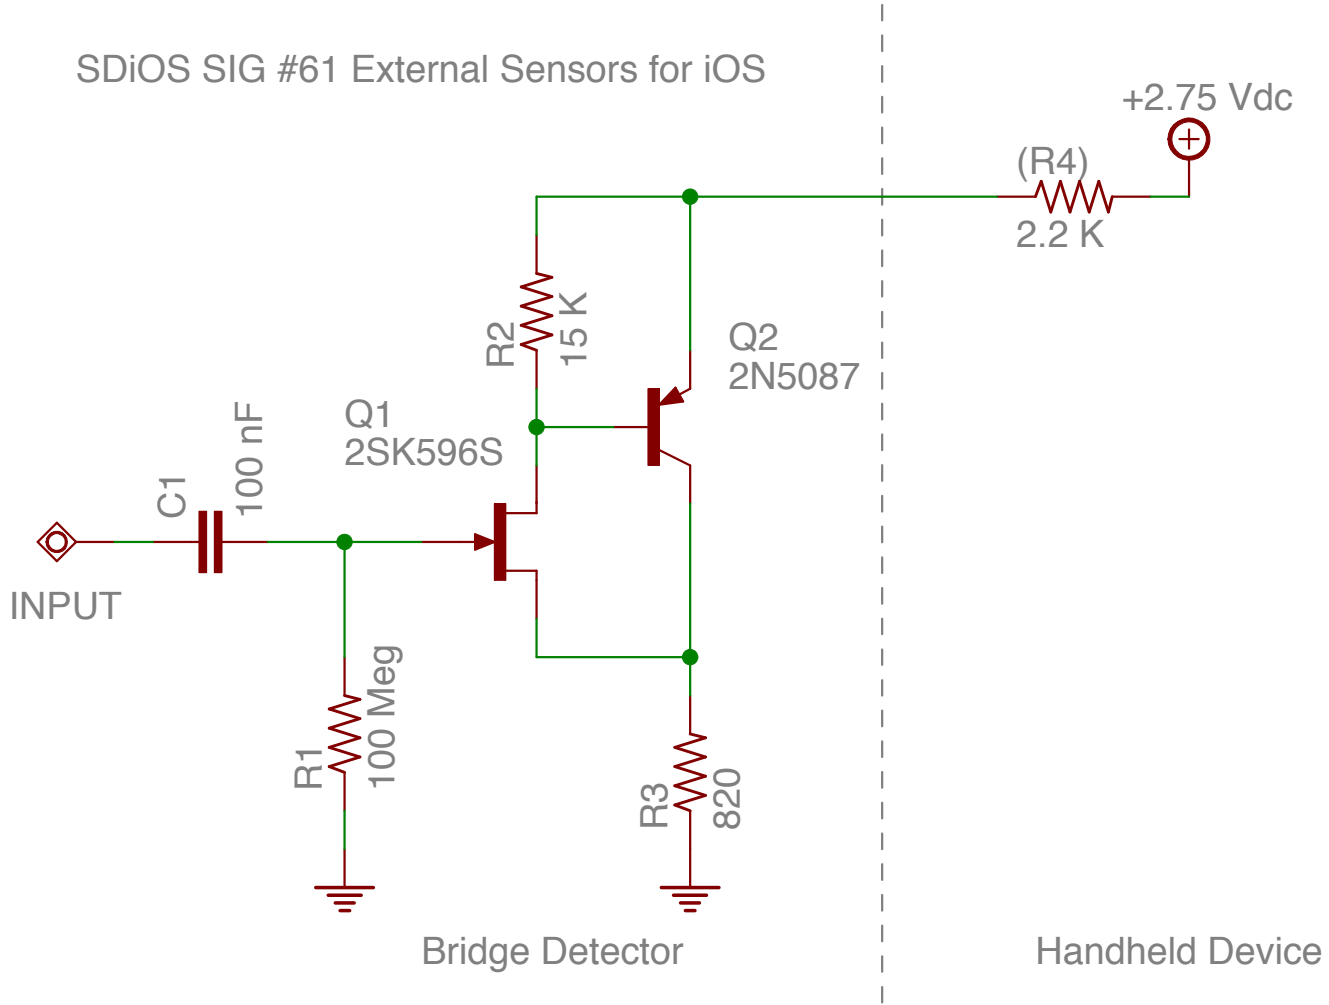 SDiOS SIG #61 External Sensors for iOS
+2.75 Vdc
(R4)
2.2 K
R2
15 K
Q2
2N5087
Q1
2SK596S
C1
100 nF
INPUT
R1
100 Meg
R3
820
Bridge Detector
Handheld Device